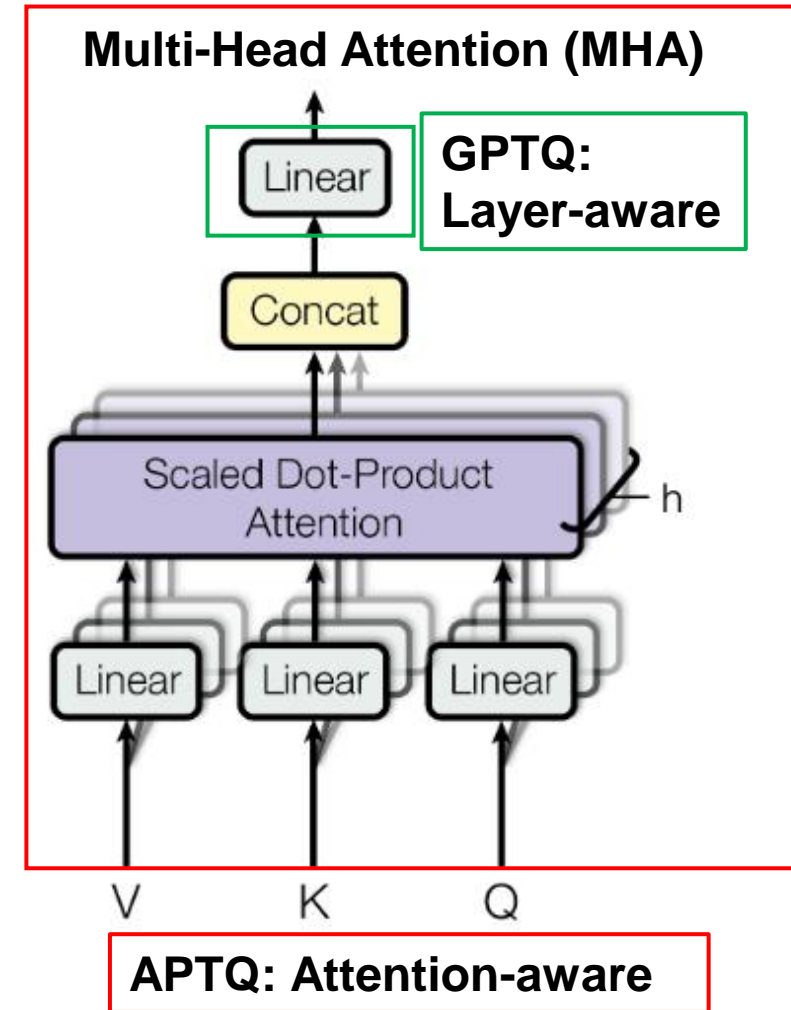 Multi-Head Attention (MHA)
Linear
GPTQ:
Layer-aware
Concat
Scaled Dot-Product
Attention
h
Linear
Linear
Linear
V
K
Q
APTQ: Attention-aware